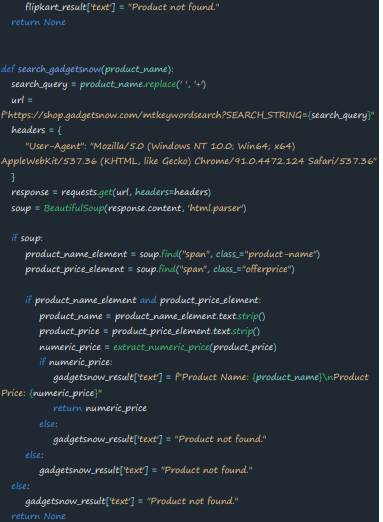 flipkart_result['text'] = "Product not found."
return None
def search_gadgetsnow(product_name):
search_query = product_name.replace(' ', '+')
url =
f"https://shop.gadgetsnow.com/mtkeywordsearch?SEARCH_STRING={search_query}"
headers = {
"User-Agent": "Mozilla/5.0 (Windows NT 10.0; Win64; x64)
AppleWebKit/537.36 (KHTML, like Gecko) Chrome/91.0.4472.124 Safari/537.36"
}
response = requests.get(url, headers=headers)
soup = BeautifulSoup(response.content, 'html.parser')
if soup:
product_name_element = soup.find("span", class_="product-name")
product_price_element = soup.find("span", class_="offerprice")
if product_name_element and product_price_element:
product_name = product_name_element.text.strip()
product_price = product_price_element.text.strip()
numeric_price = extract_numeric_price(product_price)
if numeric_price:
gadgetsnow_result['text'] = f"Product Name: {product_name}\nProduct
Price: {numeric_price}"
return numeric_price
else:
gadgetsnow_result['text'] = "Product not found."
else:
gadgetsnow_result['text'] = "Product not found."
else:
gadgetsnow_result['text'] = "Product not found."
return None